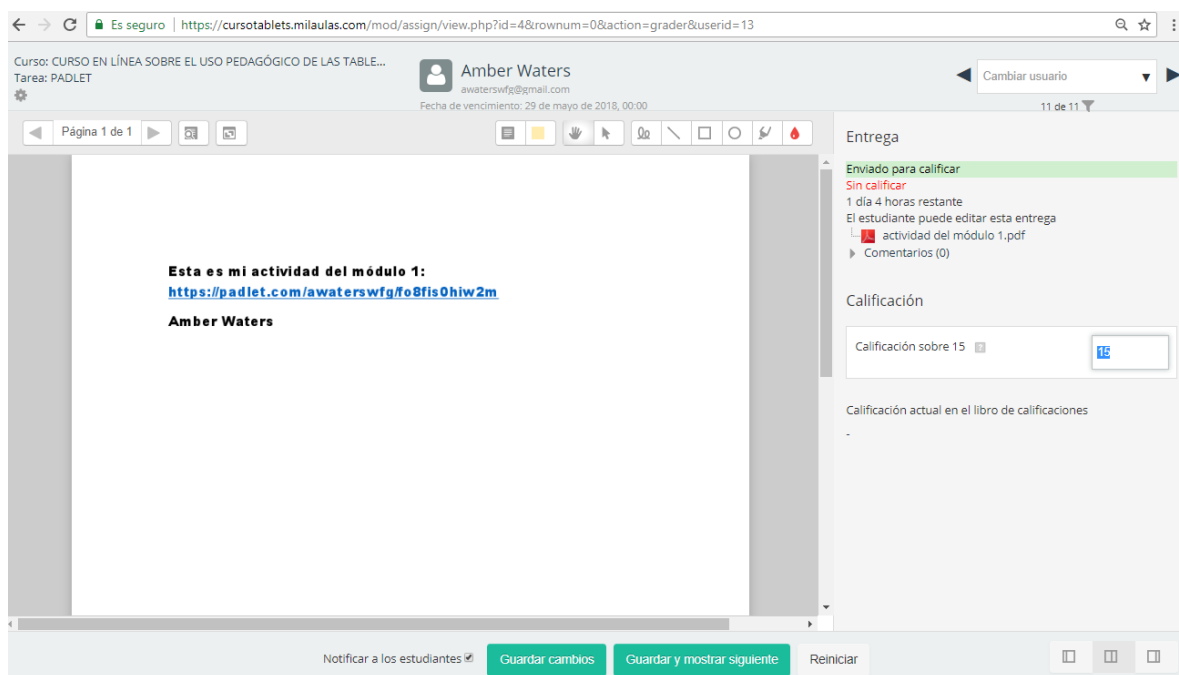 Es seguro | https://cursotablets.milaulas.com/mod/assign/view.php?id=4&rownum=0&action=grader&userid=13
Curso: CURSO EN LÍNEA SOBRE EL USO PEDAGÓGICO DE LAS TABLE...
Tarea: PADLET
Amber Waters
awaterswfg@gmail.com
Fecha de vencimiento: 29 de mayo de 2018, 00:00
Cambiar usuario
11 de 11
Página 1 de 1
Esta es mi actividad del módulo 1:
https://padlet.com/awaterswfg/fo8fis0hiw2m
Amber Waters
Entrega
Enviado para calificar
Sin calificar
1 día 4 horas restante
El estudiante puede editar esta entrega
actividad del módulo 1.pdf
Comentarios (0)
Calificación
Calificación sobre 15
15
Calificación actual en el libro de calificaciones
-
Notificar a los estudiantes
Guardar cambios
Guardar y mostrar siguiente
Reiniciar